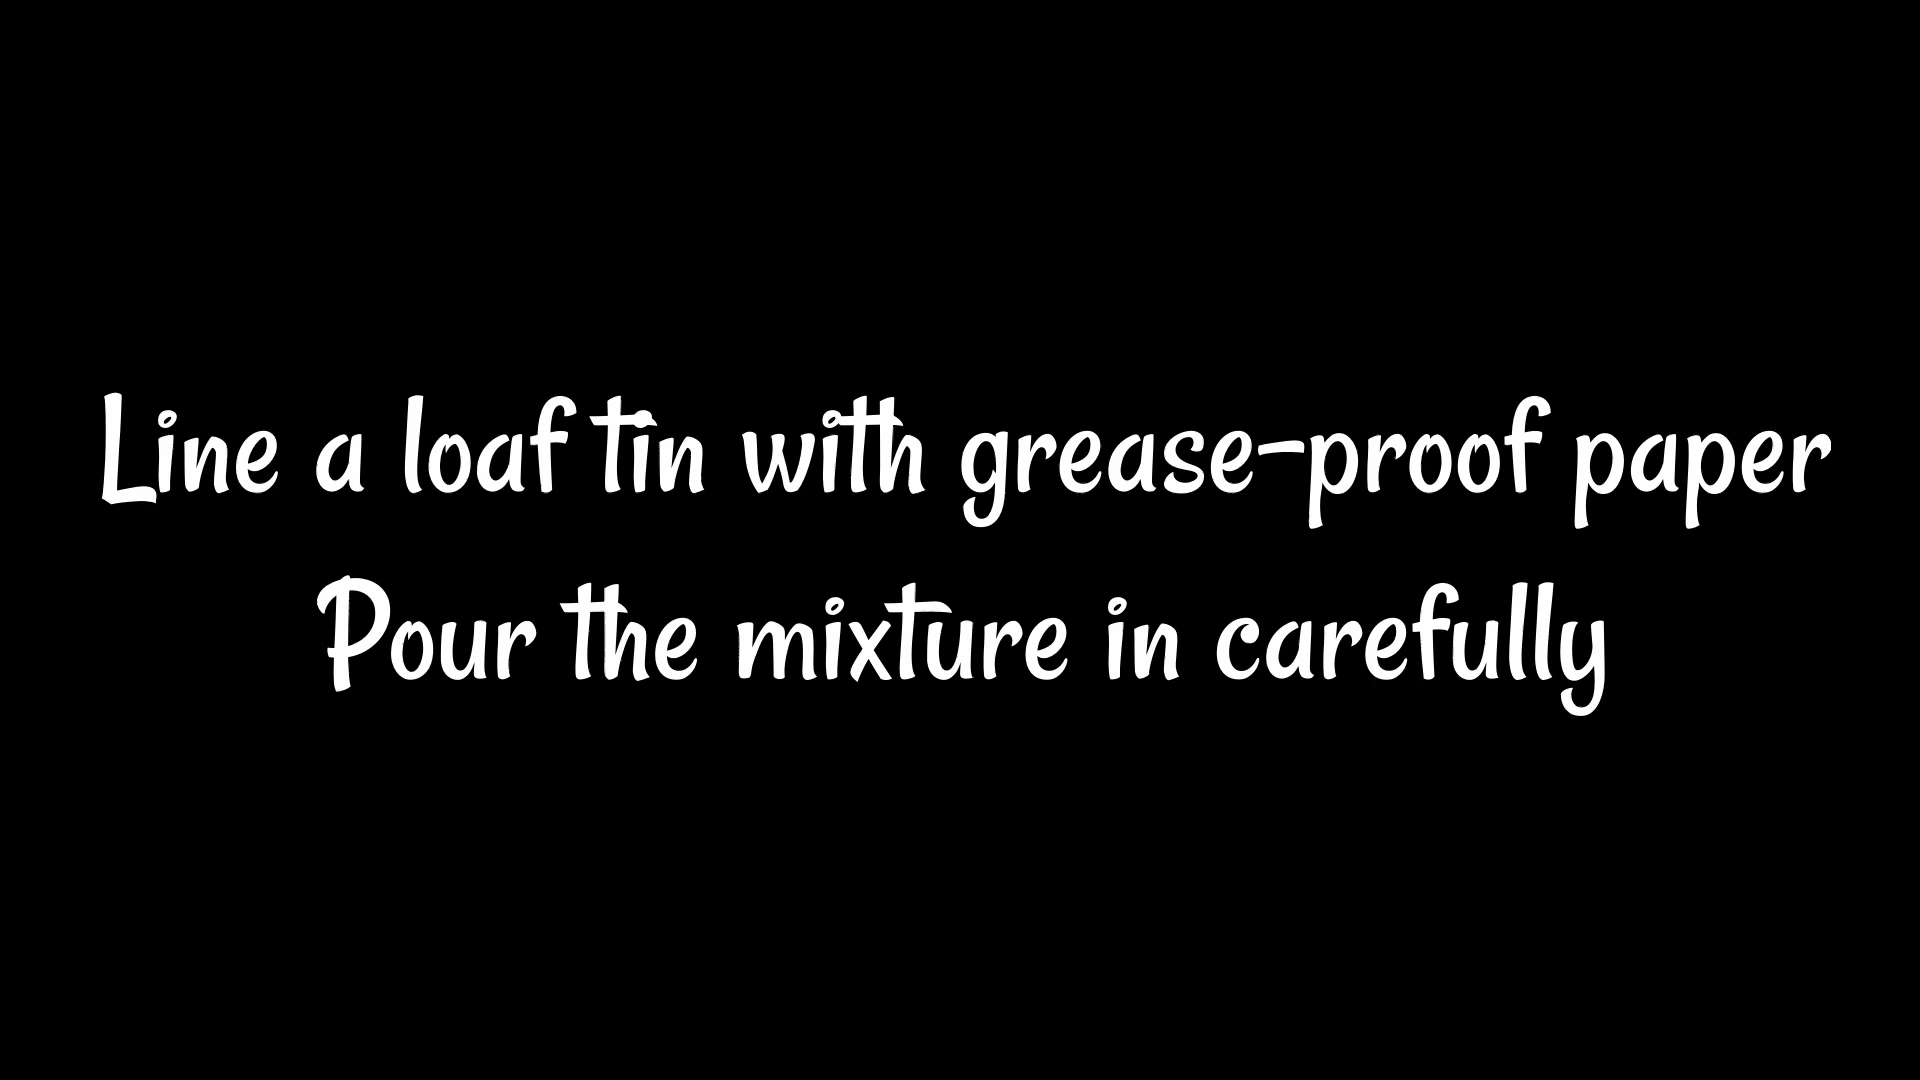 Line a loaf tin with grease-proof paper
Pour the mixture in carefully